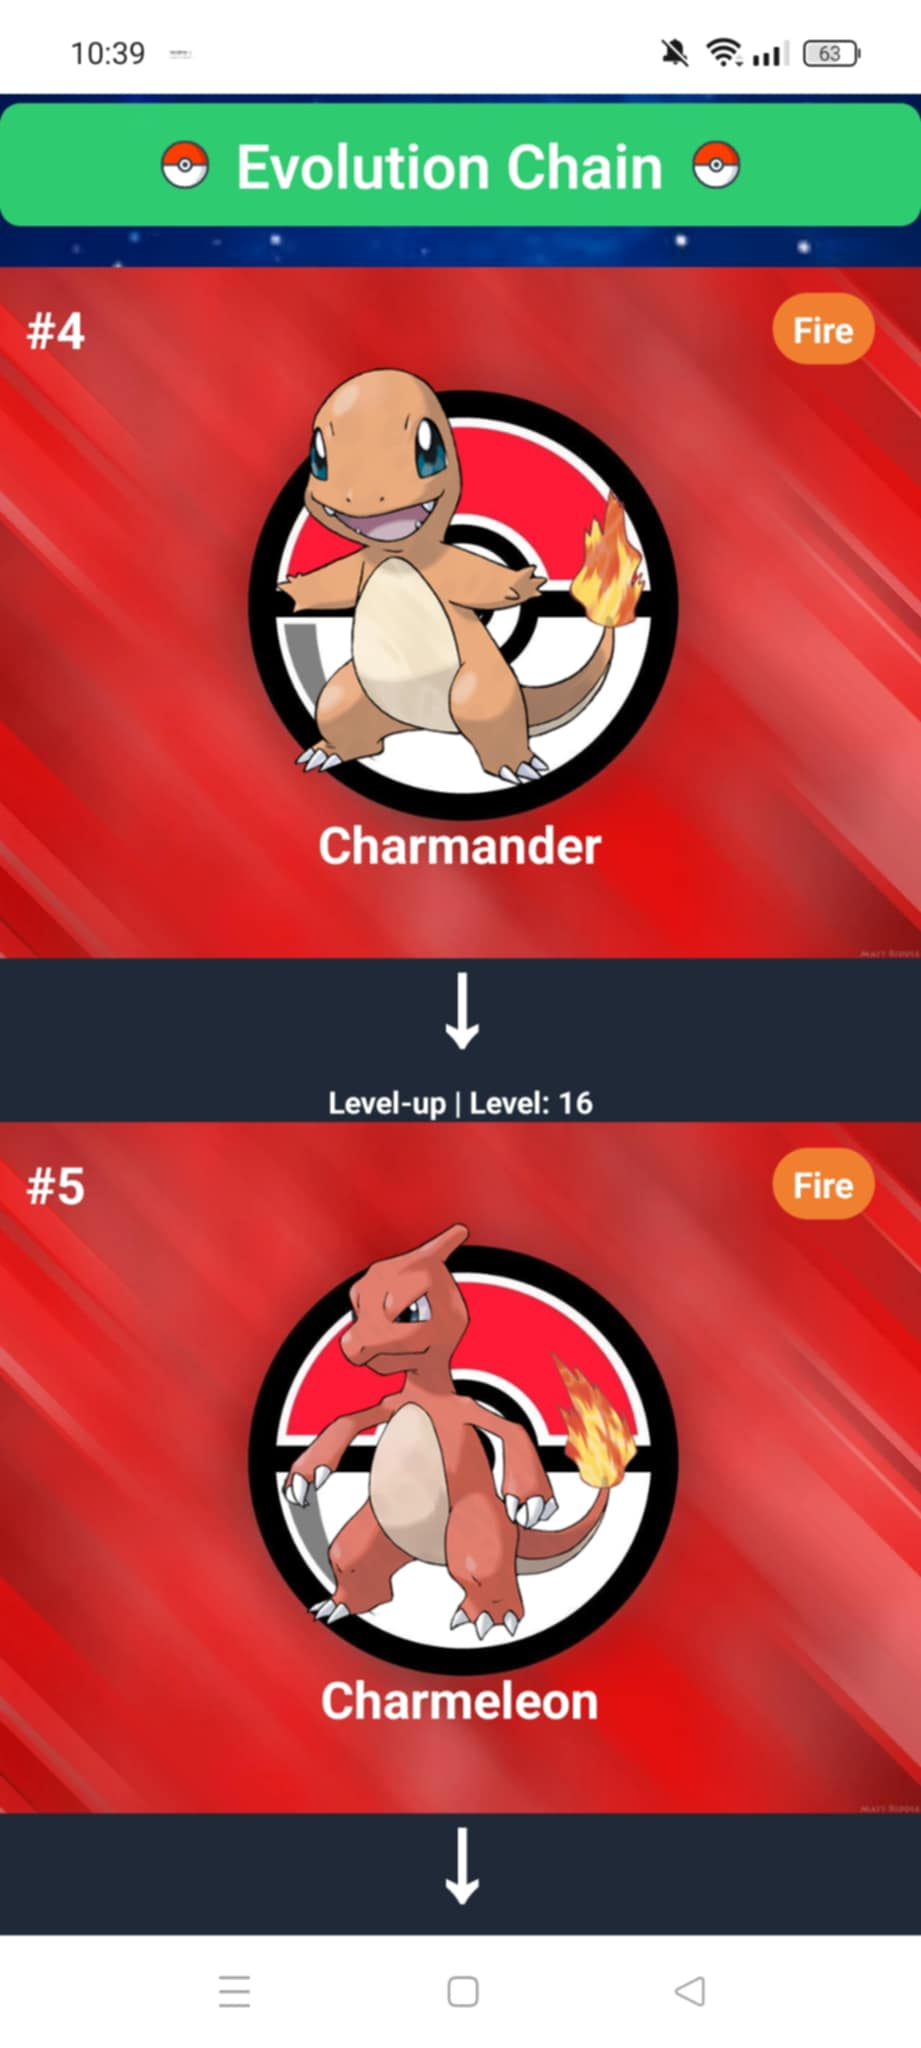 10:39
63
Evolution Chain
#4
Fire
Charmander
Level-up | Level: 16
#5
Fire
Charmeleon